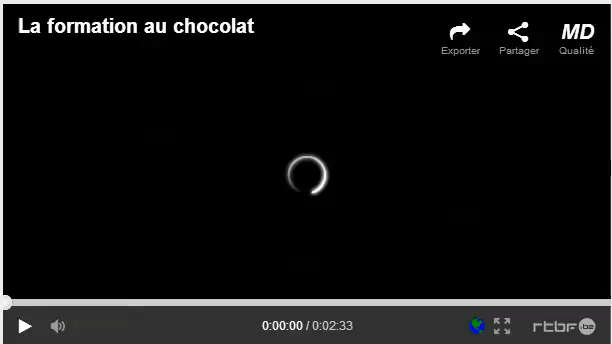 La formation au chocolat
MD
Exporter Partager Qualité
0:00:00 / 0:02:33
rtbf.be